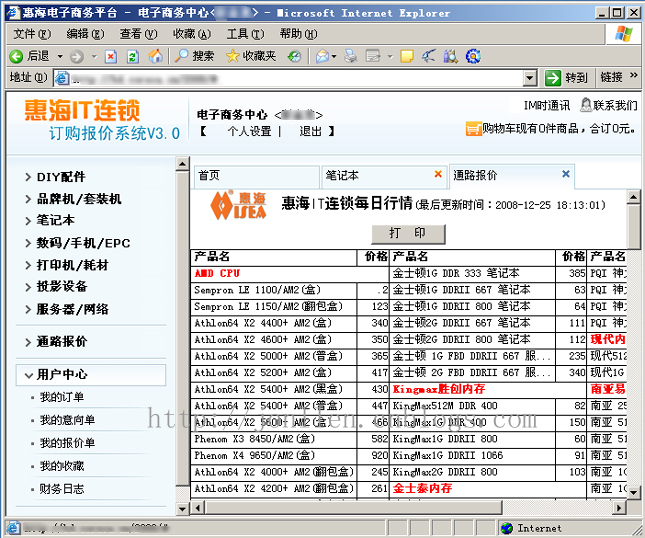 惠海电子商务平台 - 电子商务中心< > - Microsoft Internet Explorer
文件(F) 编辑(E) 查看(V) 收藏(A) 工具(T) 帮助(H)
后退 搜索 收藏夹
地址(D) 转到 链接 »
惠海IT连锁
订购报价系统V3.0
电子商务中心 < >
【 个人设置 | 退出 】
IM时通讯 联系我们
购物车现有0件商品，合订0元。
DIY配件
品牌机/套装机
笔记本
数码/手机/EPC
打印机/耗材
投影设备
服务器/网络
通路报价
用户中心
我的订单
我的意向单
我的报价单
我的收藏
财务日志
首页 笔记本 通路报价
惠海 WISEA 惠海IT连锁每日行情(最后更新时间：2008-12-25 18:13:01)
打 印
产品名 价格 产品名 价格 产品名
AMD CPU 金士顿1G DDR 333 笔记本 385 PQI 神
Sempron LE 1100/AM2(盒) .2 金士顿1G DDRII 667 笔记本 63 PQI 神
Sempron LE 1150/AM2(翻包盒) 123 金士顿1G DDRII 800 笔记本 64 PQI 神
Athlon64 X2 4400+ AM2(盒) 340 金士顿2G DDRII 667 笔记本 111 PQI 神
Athlon64 X2 4600+ AM2(盒) 350 金士顿2G DDRII 800 笔记本 112 现代内
Athlon64 X2 5000+ AM2(普盒) 365 金士顿 1G FBD DDRII 667 服... 235 现代512
Athlon64 X2 5200+ AM2(盒) 417 金士顿 2G FBD DDRII 667 服... 340 现代1G
Athlon64 X2 5400+ AM2(黑盒) 430 Kingmax胜创内存 南亚易
Athlon64 X2 5400+ AM2(普盒) 447 KingMax512M DDR 400 82 南亚 25
Athlon64 X2 5600+ AM2(盒) 466 KingMax1G DDR 400 150 南亚 51
Phenom X3 8450/AM2(盒) 582 KingMax1G DDRII 800 60 南亚 51
Phenom X4 9650/AM2(盒) 920 KingMax1G DDRII 1066 91 南亚 51
Athlon64 X2 4000+ AM2(翻包盒) 245 KingMax2G DDRII 800 103 南亚 1G
Athlon64 X2 4200+ AM2(翻包盒) 261 金士泰内存 南亚 51
Internet